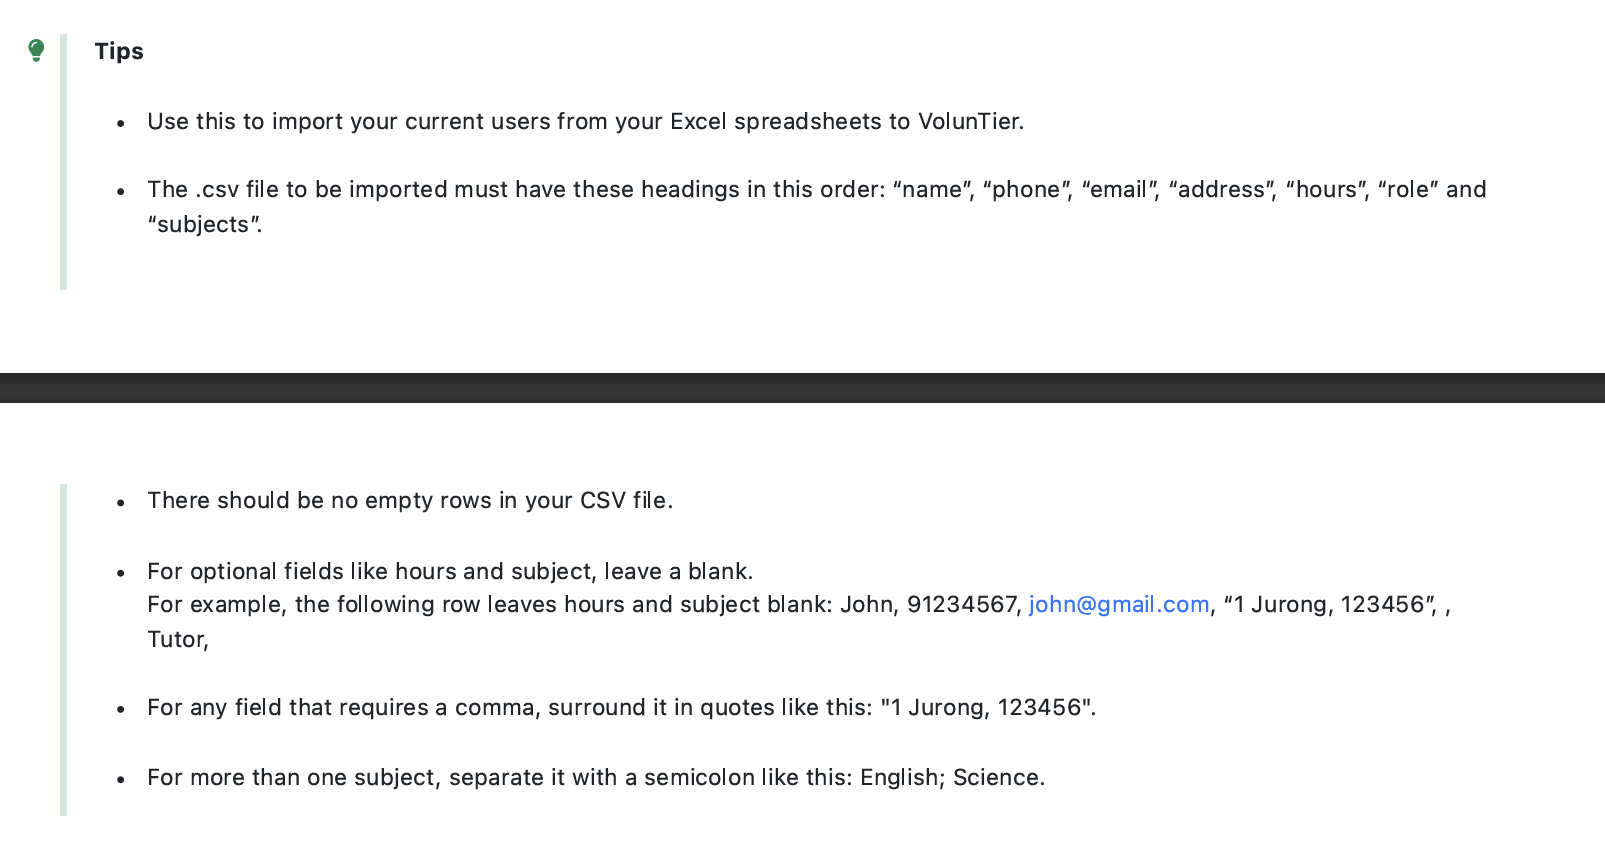 Tips
• Use this to import your current users from your Excel spreadsheets to VolunTier.
• The .csv file to be imported must have these headings in this order: “name”, “phone”, “email”, “address”, “hours”, “role” and
“subjects”.
• There should be no empty rows in your CSV file.
• For optional fields like hours and subject, leave a blank.
For example, the following row leaves hours and subject blank: John, 91234567, john@gmail.com, “1 Jurong, 123456”, ,
Tutor,
• For any field that requires a comma, surround it in quotes like this: "1 Jurong, 123456".
• For more than one subject, separate it with a semicolon like this: English; Science.